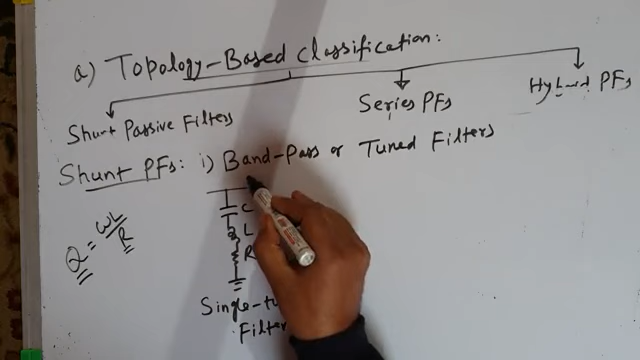 a) Topology-Based Classification:
Shunt Passive Filters
Series PFs
Hybrid PFs
Shunt PFs: i) Band-Pass or Tuned Filters
Q = ωL/R
C
L
R
Single-
Filter